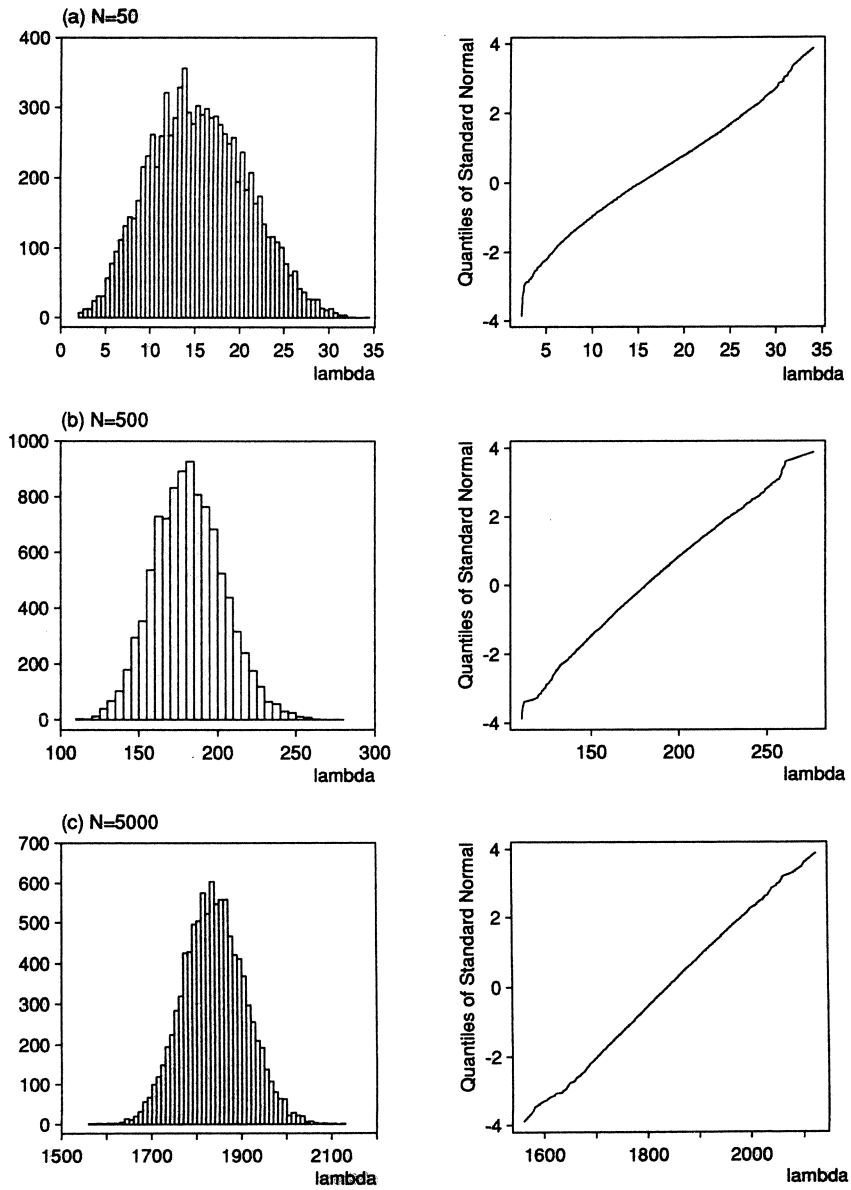 (a) N=50
400
300
200
100
0
0 5 10 15 20 25 30 35
lambda
Quantiles of Standard Normal
4
2
0
-2
-4
5 10 15 20 25 30 35
lambda
(b) N=500
1000
800
600
400
200
0
100 150 200 250 300
lambda
Quantiles of Standard Normal
4
2
0
-2
-4
150 200 250
lambda
(c) N=5000
700
600
500
400
300
200
100
0
1500 1700 1900 2100
lambda
Quantiles of Standard Normal
4
2
0
-2
-4
1600 1800 2000
lambda